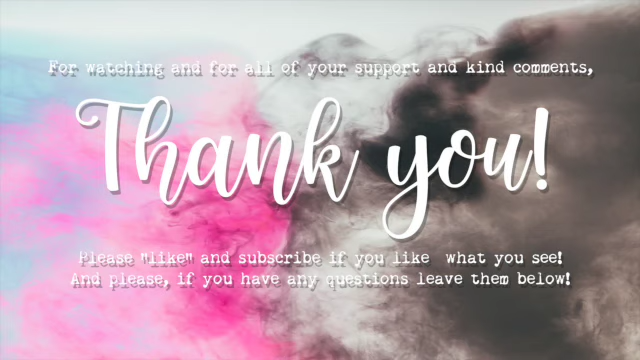 For watching and for all of your support and kind comments,
Thank you!
Please "like" and subscribe if you like what you see!
And please, if you have any questions leave them below!